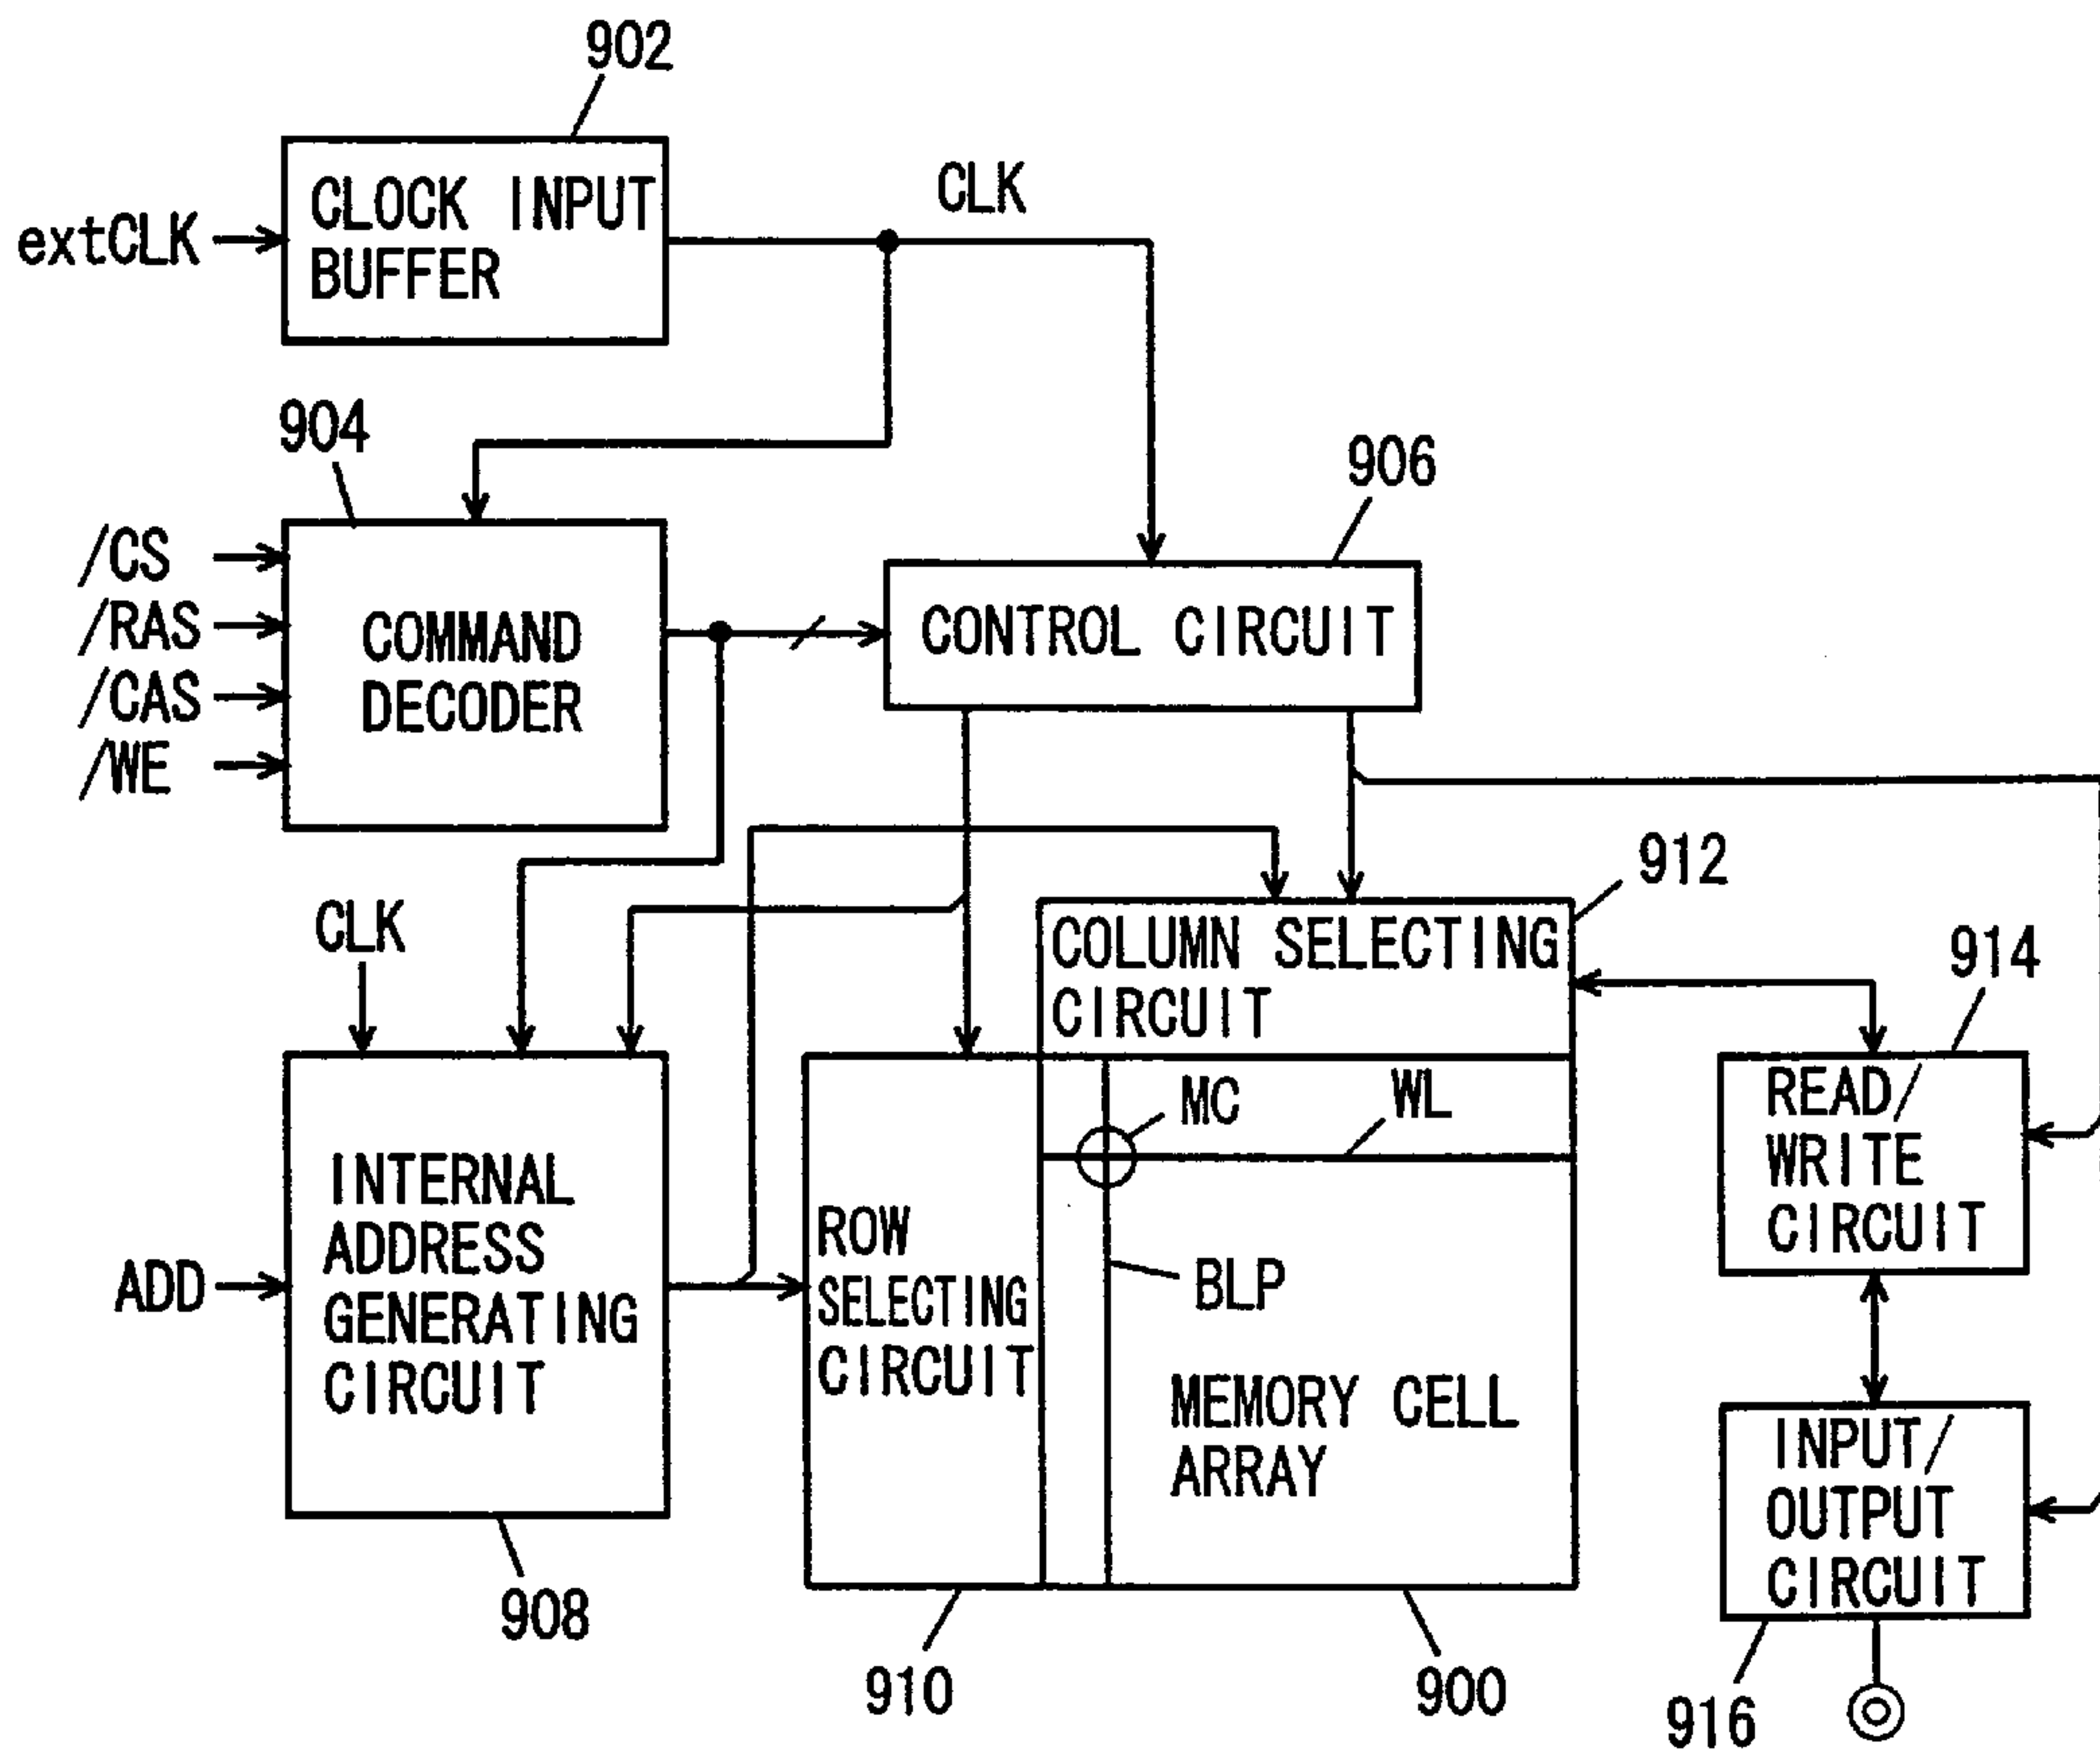 902
CLOCK INPUT
BUFFER
extCLK
CLK
904
/CS
/RAS
/CAS
/WE
COMMAND
DECODER
906
CONTROL CIRCUIT
912
COLUMN SELECTING
CIRCUIT
CLK
914
READ/
WRITE
CIRCUIT
MC
WL
BLP
ADD
INTERNAL
ADDRESS
GENERATING
CIRCUIT
ROW
SELECTING
CIRCUIT
MEMORY CELL
ARRAY
INPUT/
OUTPUT
CIRCUIT
908
910
900
916